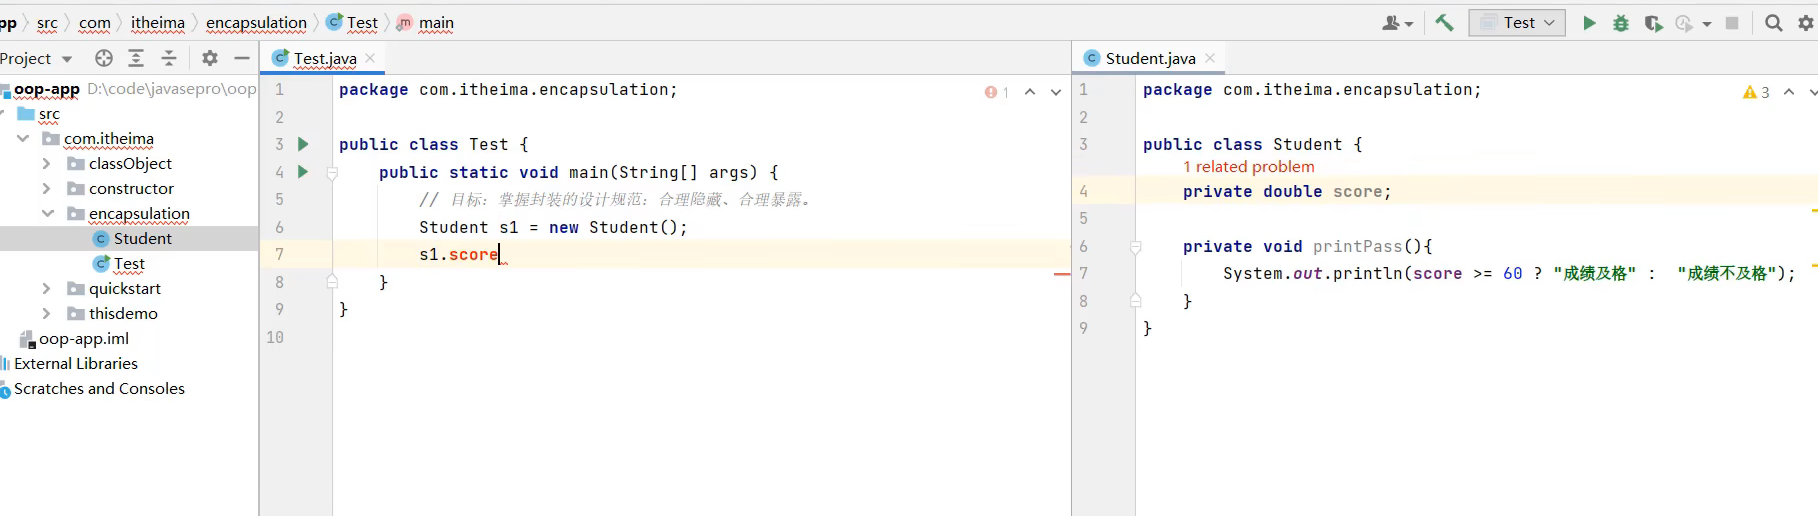 pp src com itheima encapsulation Test main
Test
Project
oop-app D:\code\javasepro\oop
src
com.itheima
classObject
constructor
encapsulation
Student
Test
quickstart
thisdemo
oop-app.iml
External Libraries
Scratches and Consoles
Test.java
1 package com.itheima.encapsulation;
1
2
3 public class Test {
4 public static void main(String[] args) {
5 // 目标：掌握封装的设计规范：合理隐藏、合理暴露。
6 Student s1 = new Student();
7 s1.score
8 }
9 }
10
Student.java
1 package com.itheima.encapsulation;
3
2
3 public class Student {
1 related problem
4 private double score;
5
6 private void printPass(){
7 System.out.println(score >= 60 ? "成绩及格" : "成绩不及格");
8 }
9 }